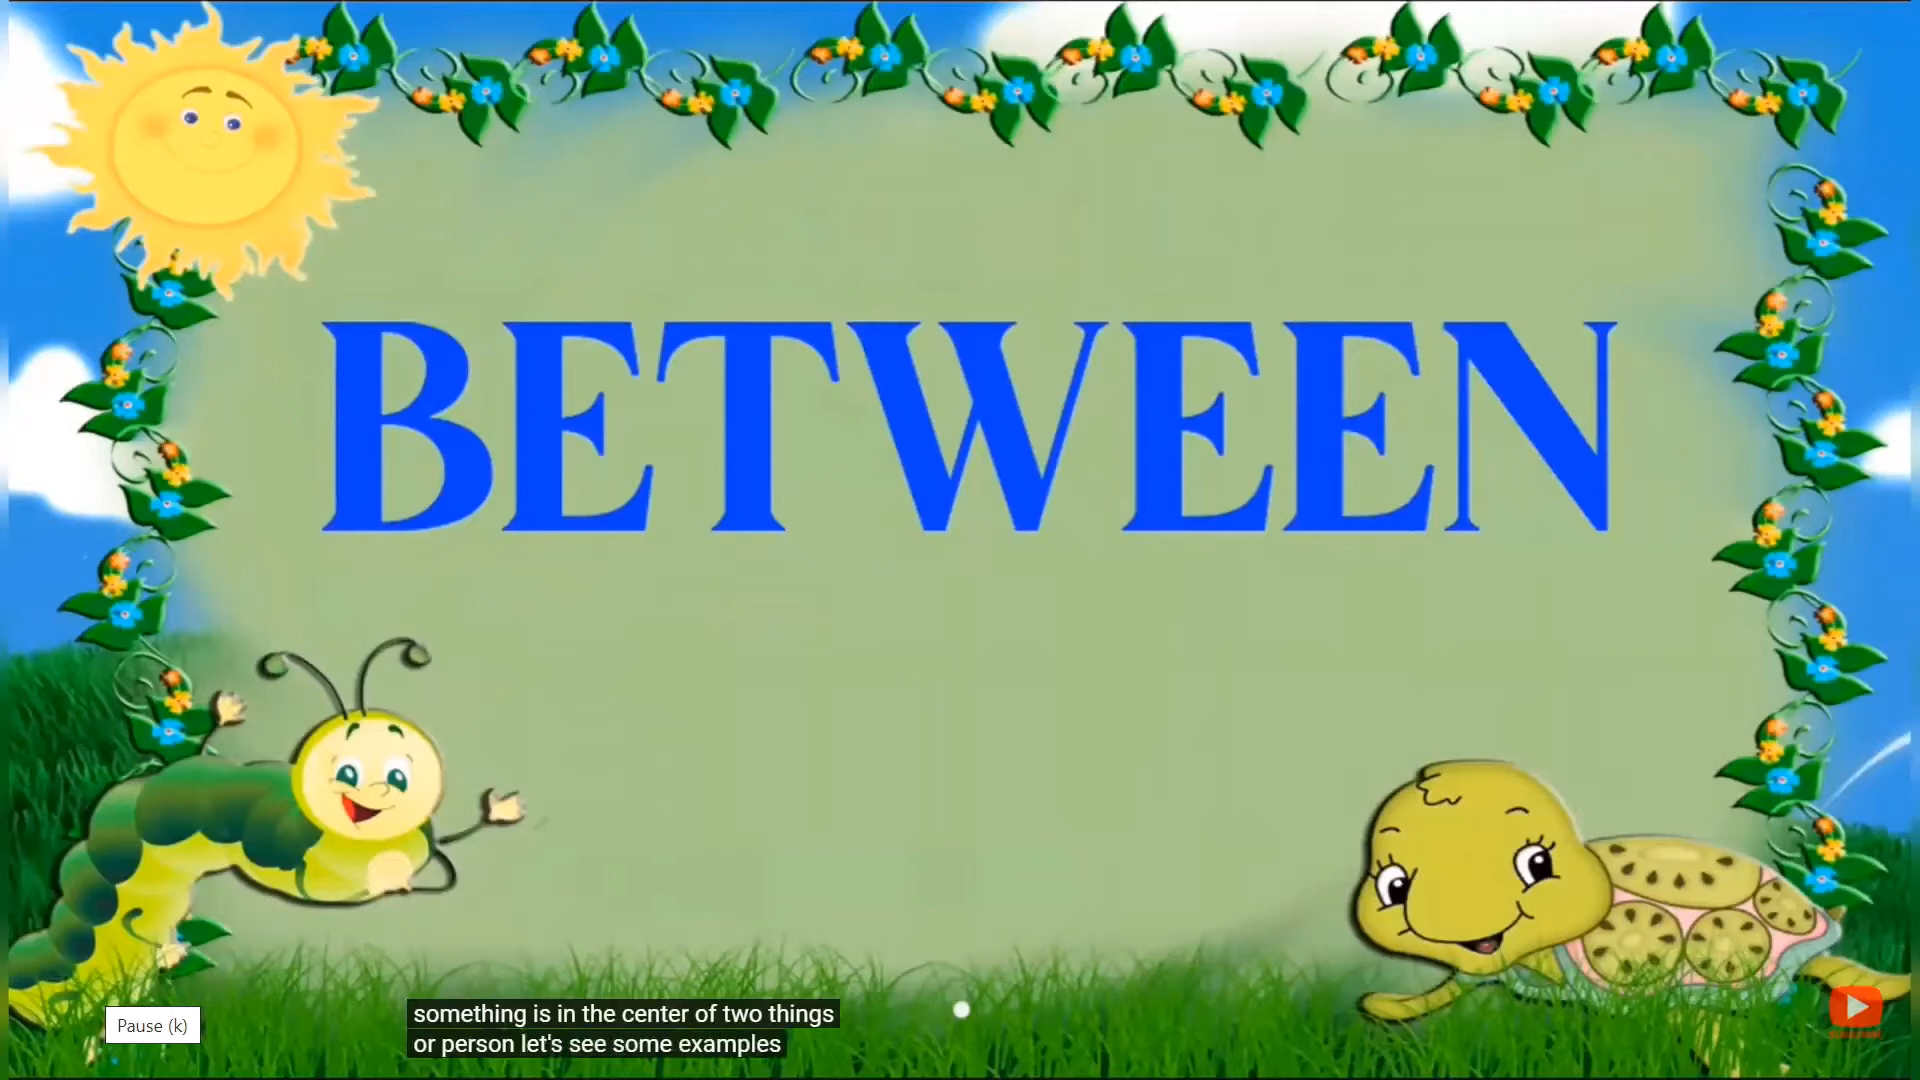 BETWEEN
something is in the center of two things
or person let's see some examples
Pause (k)